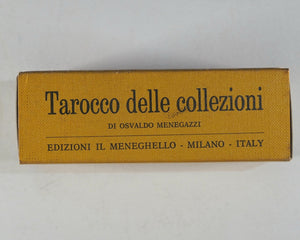 Tarocco delle collezioni
DI OSVALDO MENEGAZZI
EDIZIONI IL MENEGHELLO - MILANO - ITALY